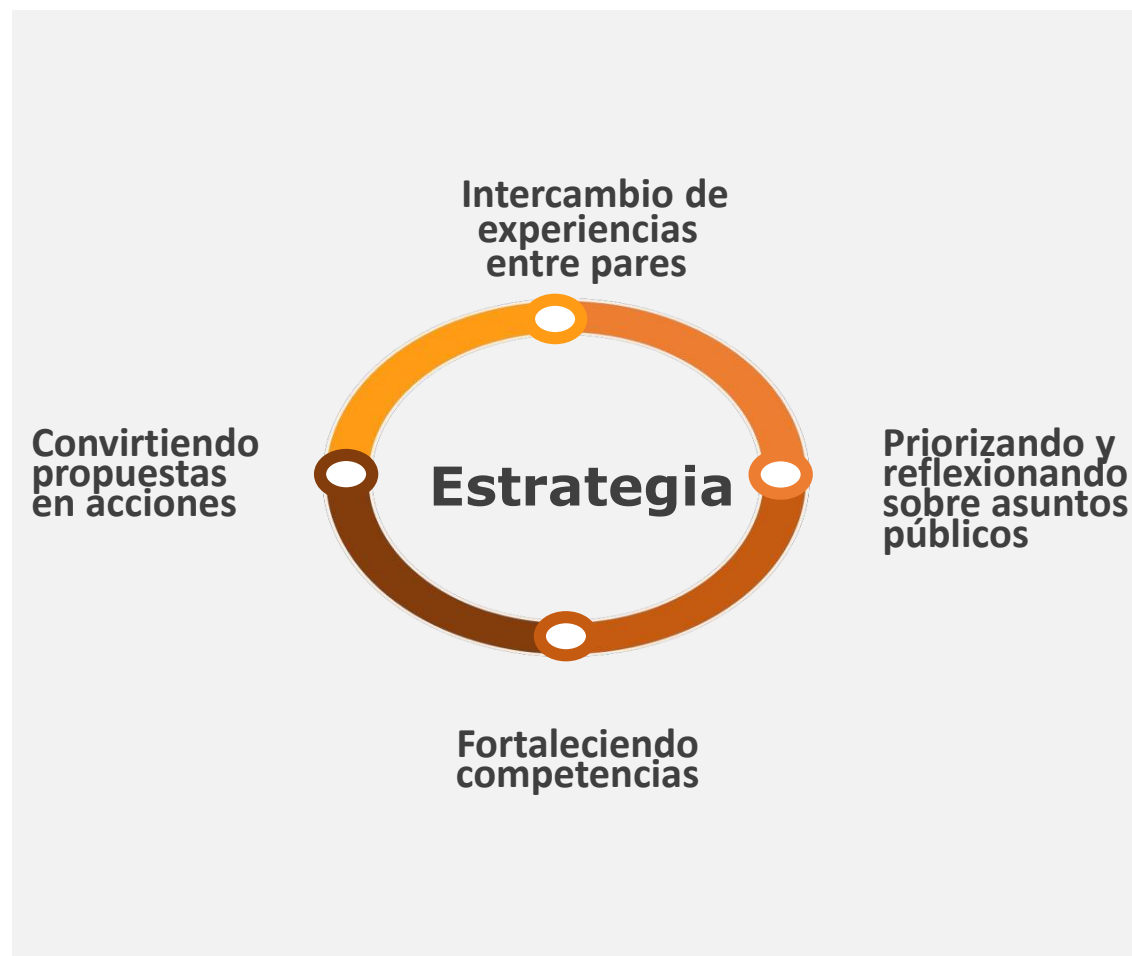 Intercambio de
experiencias
entre pares
Convirtiendo
propuestas
en acciones
Estrategia
Priorizando y
reflexionando
sobre asuntos
públicos
Fortaleciendo
competencias